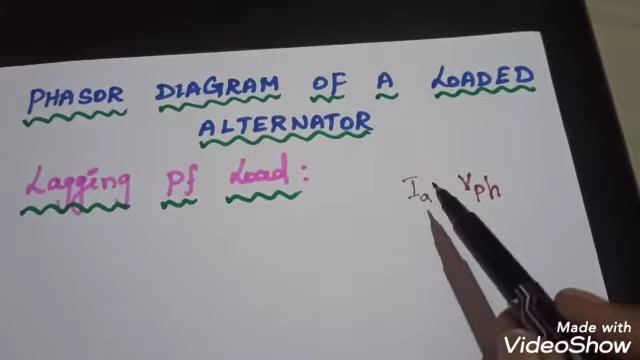 PHASOR DIAGRAM OF A LOADED
ALTERNATOR
Lagging Pf Load :
Ia Vph
Made with
VideoShow